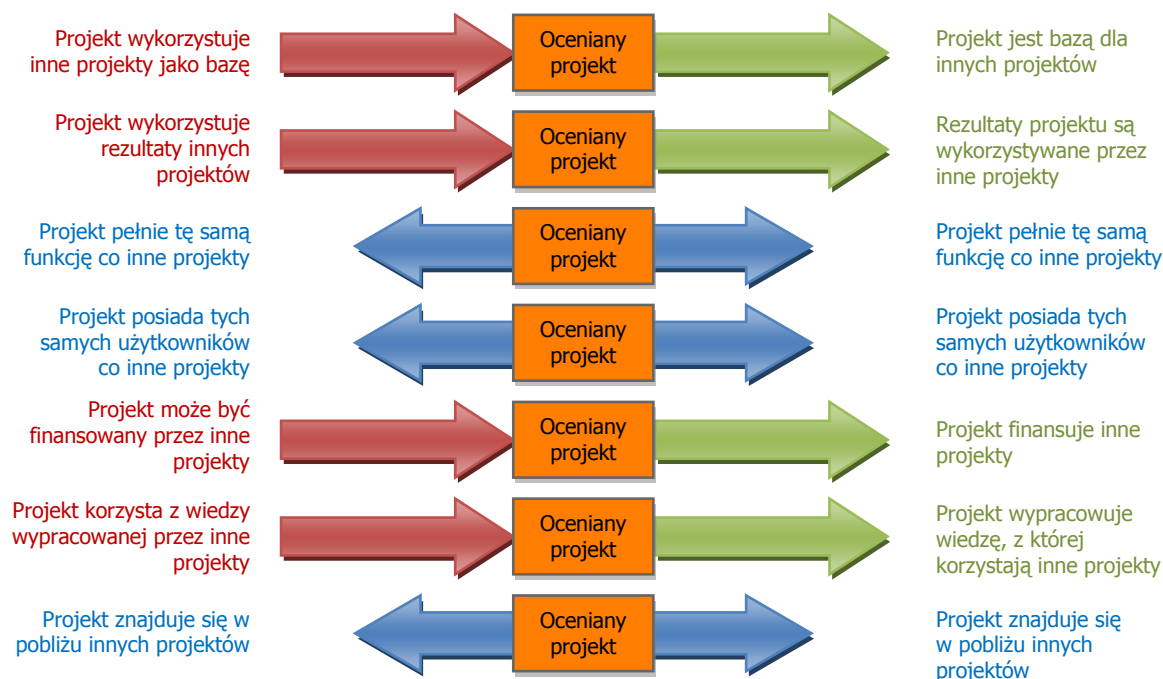 Projekt wykorzystuje
inne projekty jako bazę
Oceniany
projekt
Projekt jest bazą dla
innych projektów
Projekt wykorzystuje
rezultaty innych
projektów
Oceniany
projekt
Rezultaty projektu są
wykorzystywane przez
inne projekty
Projekt pełnie tę samą
funkcję co inne projekty
Oceniany
projekt
Projekt pełnie tę samą
funkcję co inne projekty
Projekt posiada tych
samych użytkowników
co inne projekty
Oceniany
projekt
Projekt posiada tych
samych użytkowników
co inne projekty
Projekt może być
finansowany przez inne
projekty
Oceniany
projekt
Projekt finansuje inne
projekty
Projekt korzysta z wiedzy
wypracowanej przez inne
projekty
Oceniany
projekt
Projekt wypracowuje
wiedzę, z której
korzystają inne projekty
Projekt znajduje się w
pobliżu innych projektów
Oceniany
projekt
Projekt znajduje się
w pobliżu innych
projektów